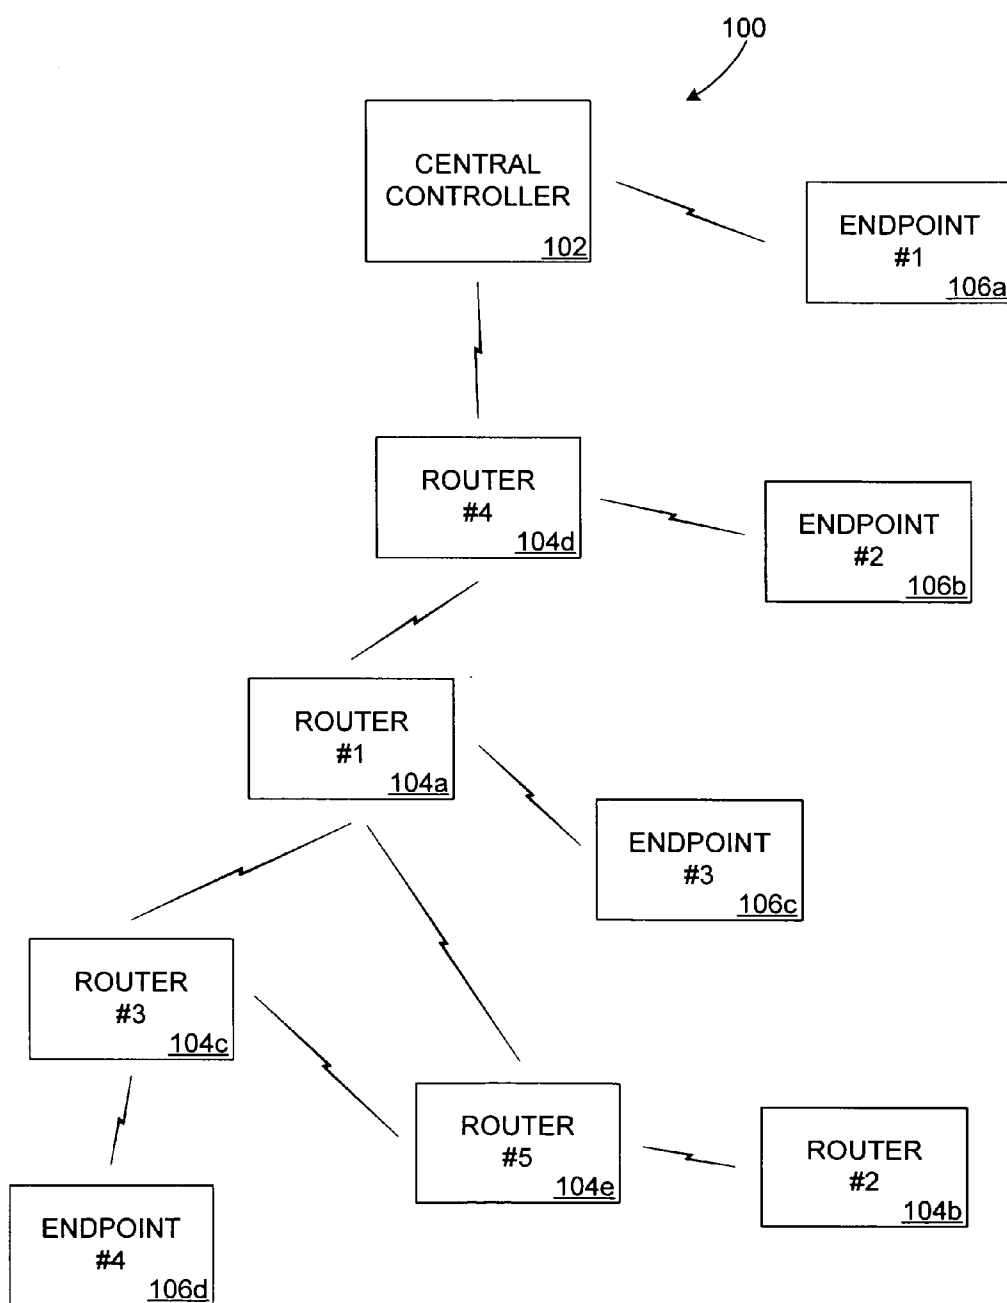 100
CENTRAL
CONTROLLER
102
ENDPOINT
#1
106a
ROUTER
#4
104d
ENDPOINT
#2
106b
ROUTER
#1
104a
ENDPOINT
#3
106c
ROUTER
#3
104c
ROUTER
#5
104e
ROUTER
#2
104b
ENDPOINT
#4
106d